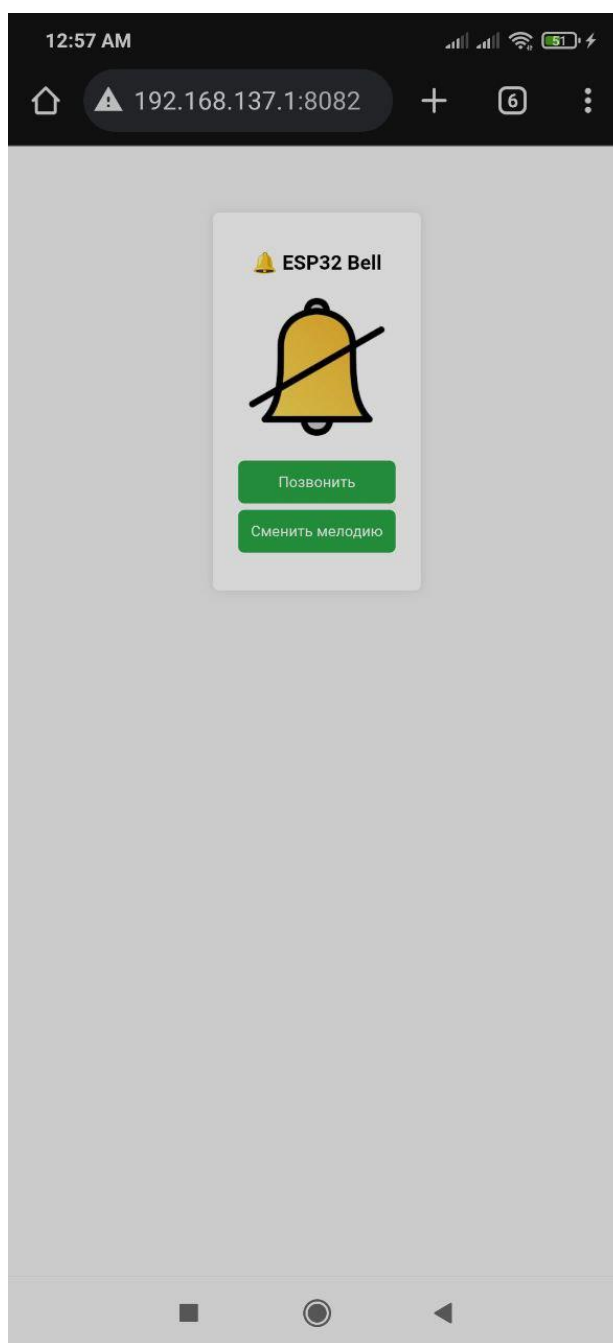 12:57 AM
51
192.168.137.1:8082
6
🔔 ESP32 Bell
Позвонить
Сменить мелодию